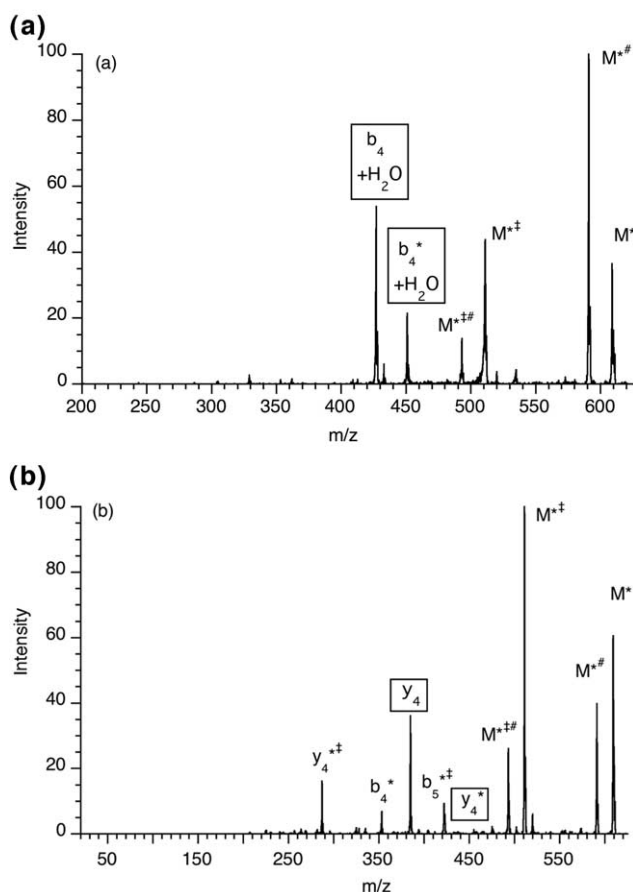 (a)
(a)
M*#
100
80
b4
+H2O
60
Intensity
b4*
+H2O
M*‡
M*
40
M*‡#
20
0
200 250 300 350 400 450 500 550 600
m/z
(b)
(b)
100
M*‡
80
M*
60
Intensity
M*#
y4
40
M*‡#
y4*‡
20
b4*
b5*‡
y4*
0
50 150 250 350 450 550
m/z